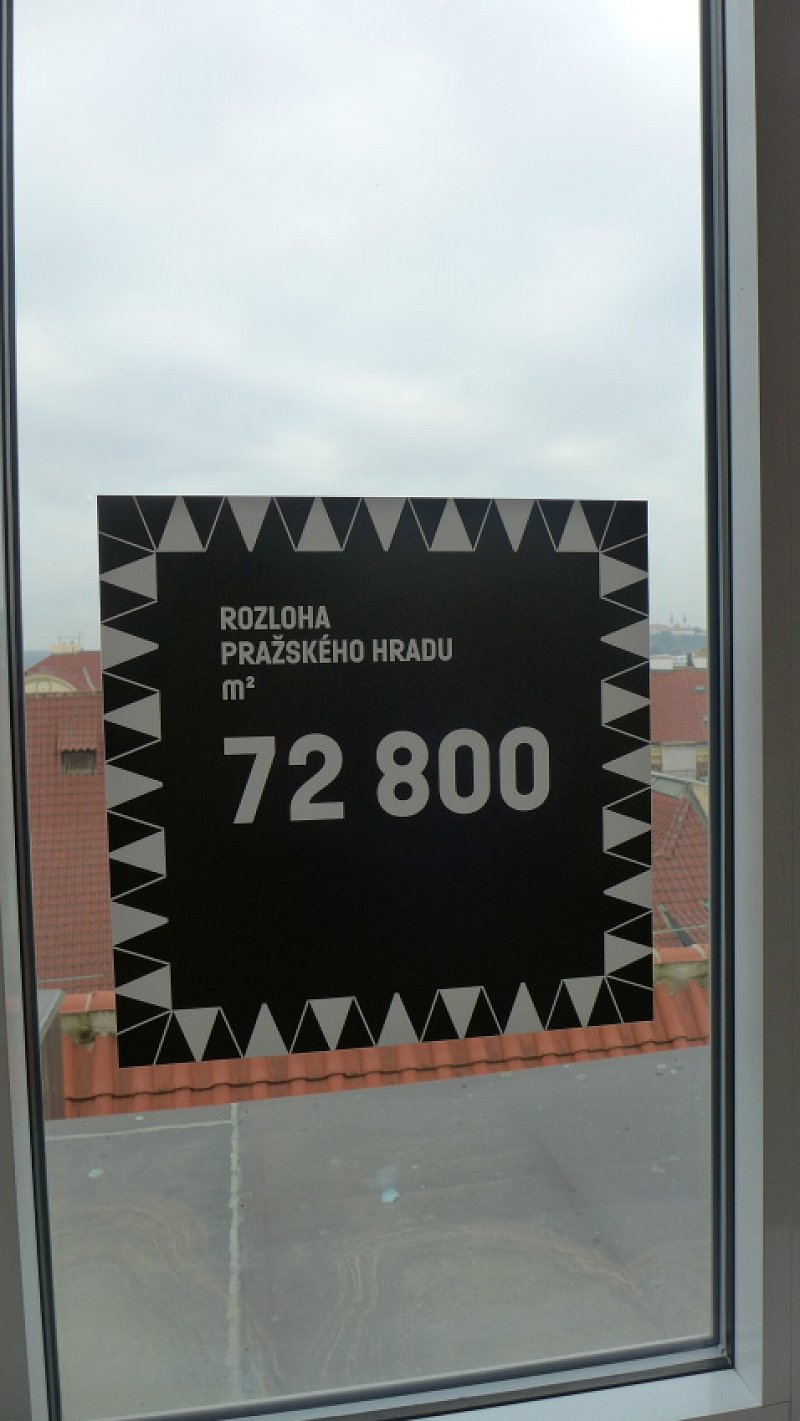 ROZLOHA
PRAŽSKÉHO HRADU
m²
72 800